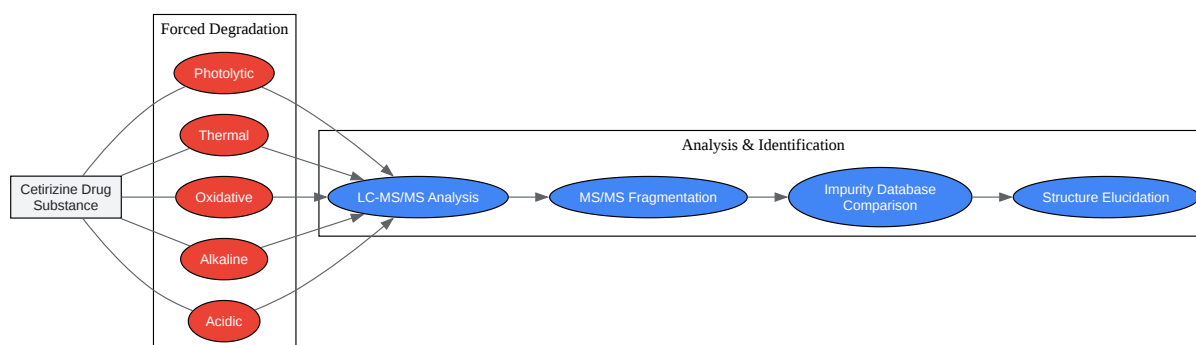 Forced Degradation
Photolytic
Thermal
Oxidative
Alkaline
Acidic
Cetirizine Drug
Substance
Analysis & Identification
LC-MS/MS Analysis
MS/MS Fragmentation
Impurity Database
Comparison
Structure Elucidation